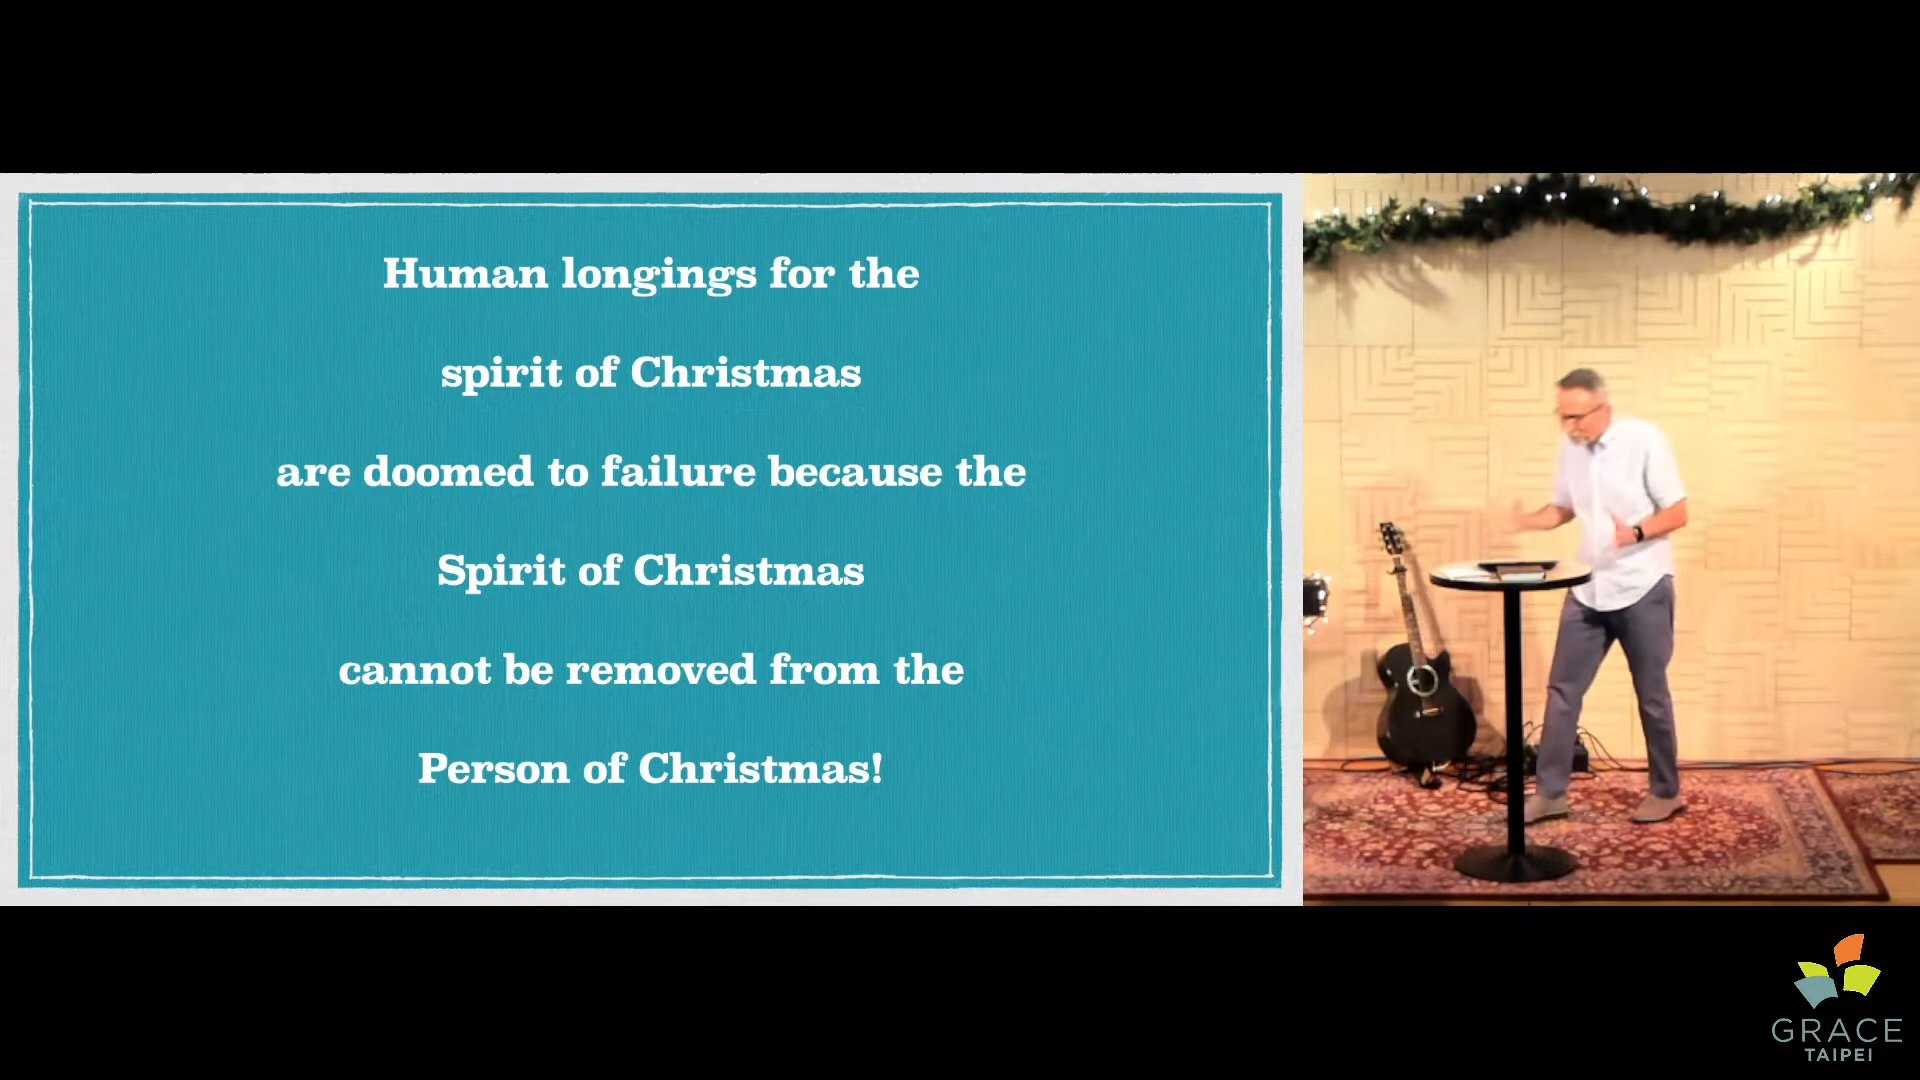 Human longings for the
spirit of Christmas
are doomed to failure because the
Spirit of Christmas
cannot be removed from the
Person of Christmas!
GRACE
TAIPEI